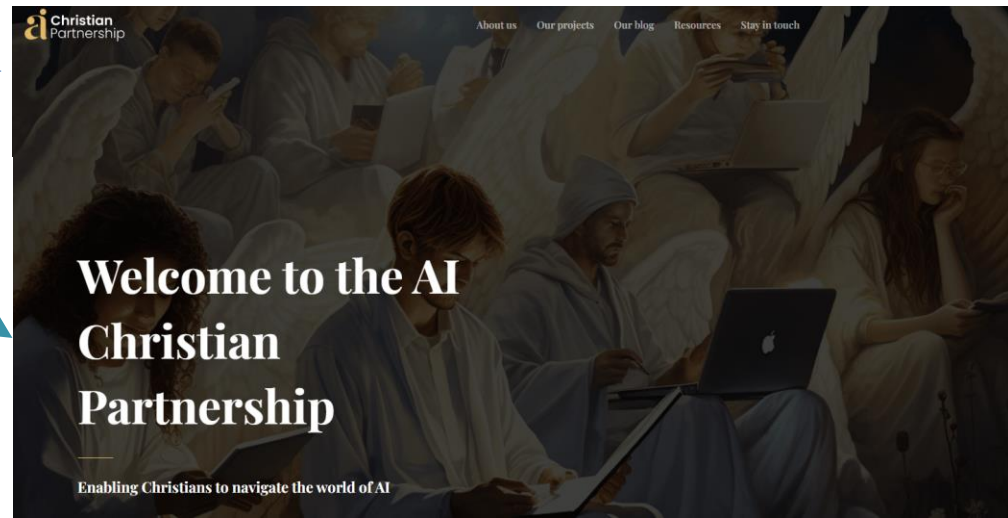 ai Christian
Partnership
About us Our projects Our blog Resources Stay in touch
Welcome to the AI
Christian
Partnership
Enabling Christians to navigate the world of AI